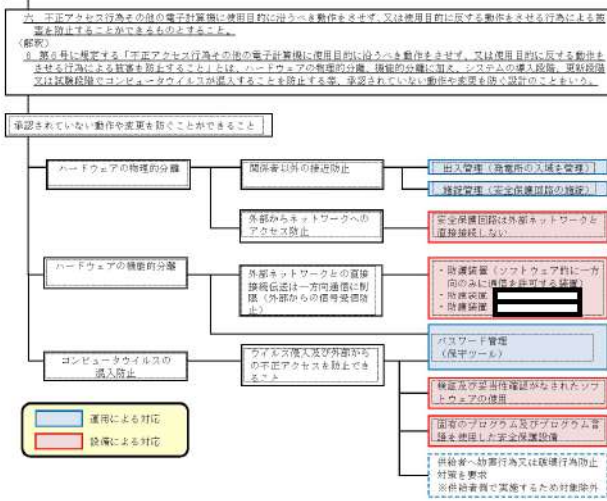 六 不正アクセス行為その他の電子計算機に使用目的に沿うべき動作をさせず、又は使用目的に反する動作をさせる行為による被
害を防止することができるものとすること。
(解釈)
8 第6号に規定する「不正アクセス行為その他の電子計算機に使用目的に沿うべき動作をさせず、又は使用目的に反する動作を
させる行為による被害を防止すること」とは、ハードウェアの物理的分離、機能的分離に加え、システムの導入段階、更新段階
又は試験段階でコンピュータウイルスが混入することを防止する等、承認されていない動作や変更を防ぐ設計のことをいう。
承認されていない動作や変更を防ぐことができること
ハードウェアの物理的分離
関係者以外の接近防止
出入管理(発電所の入域を管理)
施錠管理(安全保護回路の施錠)
外部からネットワークへの
アクセス防止
安全保護回路は外部ネットワークと
直接接続しない
ハードウェアの機能的分離
外部ネットワークとの直接
接続伝送は一方向通信に制
限(外部からの信号受信防
止)
・防護装置(ソフトウェア的に一方
向のみに通信を許可する装置)
・防護装置
・防護装置
パスワード管理
(保守ツール)
コンピュータウイルスの
混入防止
ウイルス侵入及び外部から
の不正アクセスを防止でき
ること
検証及び妥当性確認がなされたソフ
トウェアの使用
固有のプログラム及びプログラム言
語を使用した安全保護設備
供給者へ妨害行為又は破壊行為防止
対策を要求
※供給者側で実施するため対象除外
運用による対応
設備による対応